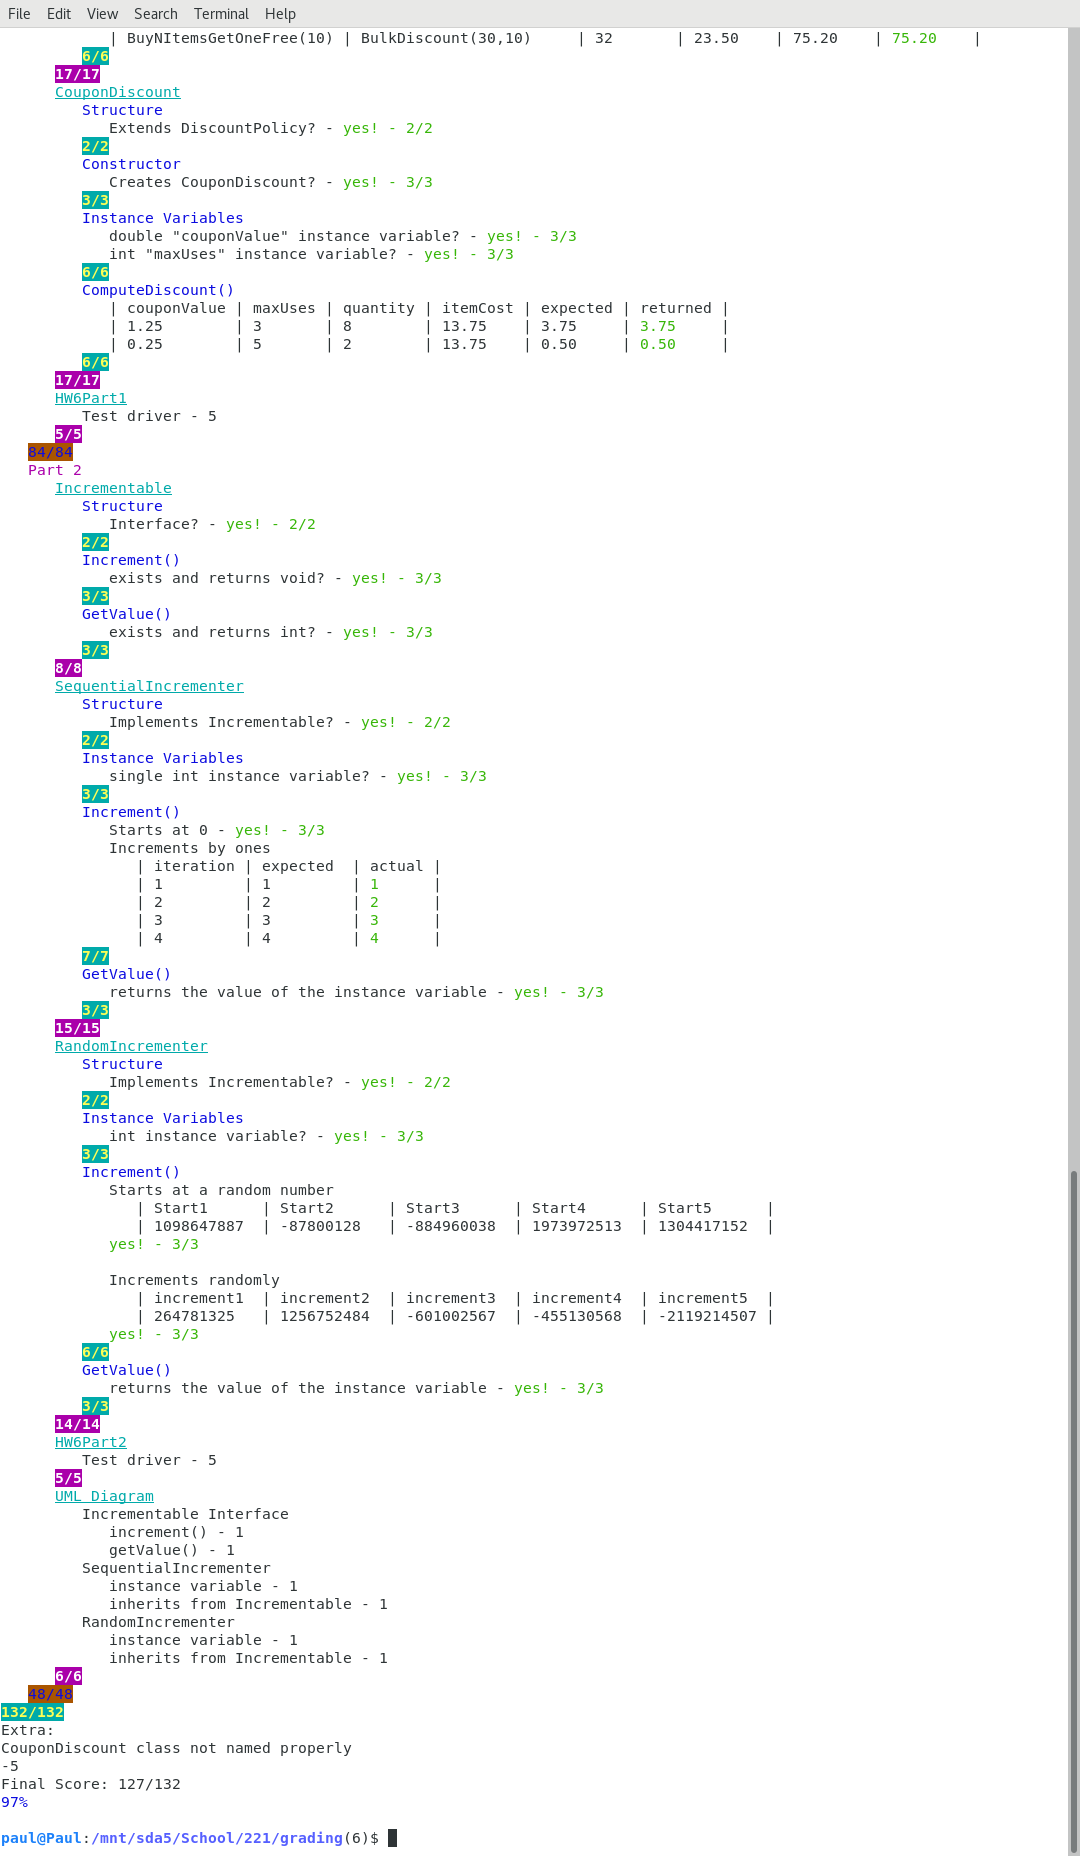 File Edit View Search Terminal Help
| BuyNItemsGetOneFree(10) | BulkDiscount(30,10) | 32 | 23.50 | 75.20 | 75.20 |
6/6
17/17
CouponDiscount
Structure
Extends DiscountPolicy? - yes! - 2/2
2/2
Constructor
Creates CouponDiscount? - yes! - 3/3
3/3
Instance Variables
double "couponValue" instance variable? - yes! - 3/3
int "maxUses" instance variable? - yes! - 3/3
6/6
ComputeDiscount()
| couponValue | maxUses | quantity | itemCost | expected | returned |
| 1.25 | 3 | 8 | 13.75 | 3.75 | 3.75 |
| 0.25 | 5 | 2 | 13.75 | 0.50 | 0.50 |
6/6
17/17
HW6Part1
Test driver - 5
5/5
84/84
Part 2
Incrementable
Structure
Interface? - yes! - 2/2
2/2
Increment()
exists and returns void? - yes! - 3/3
3/3
GetValue()
exists and returns int? - yes! - 3/3
3/3
8/8
SequentialIncrementer
Structure
Implements Incrementable? - yes! - 2/2
2/2
Instance Variables
single int instance variable? - yes! - 3/3
3/3
Increment()
Starts at 0 - yes! - 3/3
Increments by ones
| iteration | expected | actual |
| 1 | 1 | 1 |
| 2 | 2 | 2 |
| 3 | 3 | 3 |
| 4 | 4 | 4 |
7/7
GetValue()
returns the value of the instance variable - yes! - 3/3
3/3
15/15
RandomIncrementer
Structure
Implements Incrementable? - yes! - 2/2
2/2
Instance Variables
int instance variable? - yes! - 3/3
3/3
Increment()
Starts at a random number
| Start1 | Start2 | Start3 | Start4 | Start5 |
| 1098647887 | -87800128 | -884960038 | 1973972513 | 1304417152 |
yes! - 3/3
Increments randomly
| increment1 | increment2 | increment3 | increment4 | increment5 |
| 264781325 | 1256752484 | -601002567 | -455130568 | -2119214507 |
yes! - 3/3
6/6
GetValue()
returns the value of the instance variable - yes! - 3/3
3/3
14/14
HW6Part2
Test driver - 5
5/5
UML Diagram
Incrementable Interface
increment() - 1
getValue() - 1
SequentialIncrementer
instance variable - 1
inherits from Incrementable - 1
RandomIncrementer
instance variable - 1
inherits from Incrementable - 1
6/6
48/48
132/132
Extra:
CouponDiscount class not named properly
-5
Final Score: 127/132
97%
paul@Paul:/mnt/sda5/School/221/grading(6)$